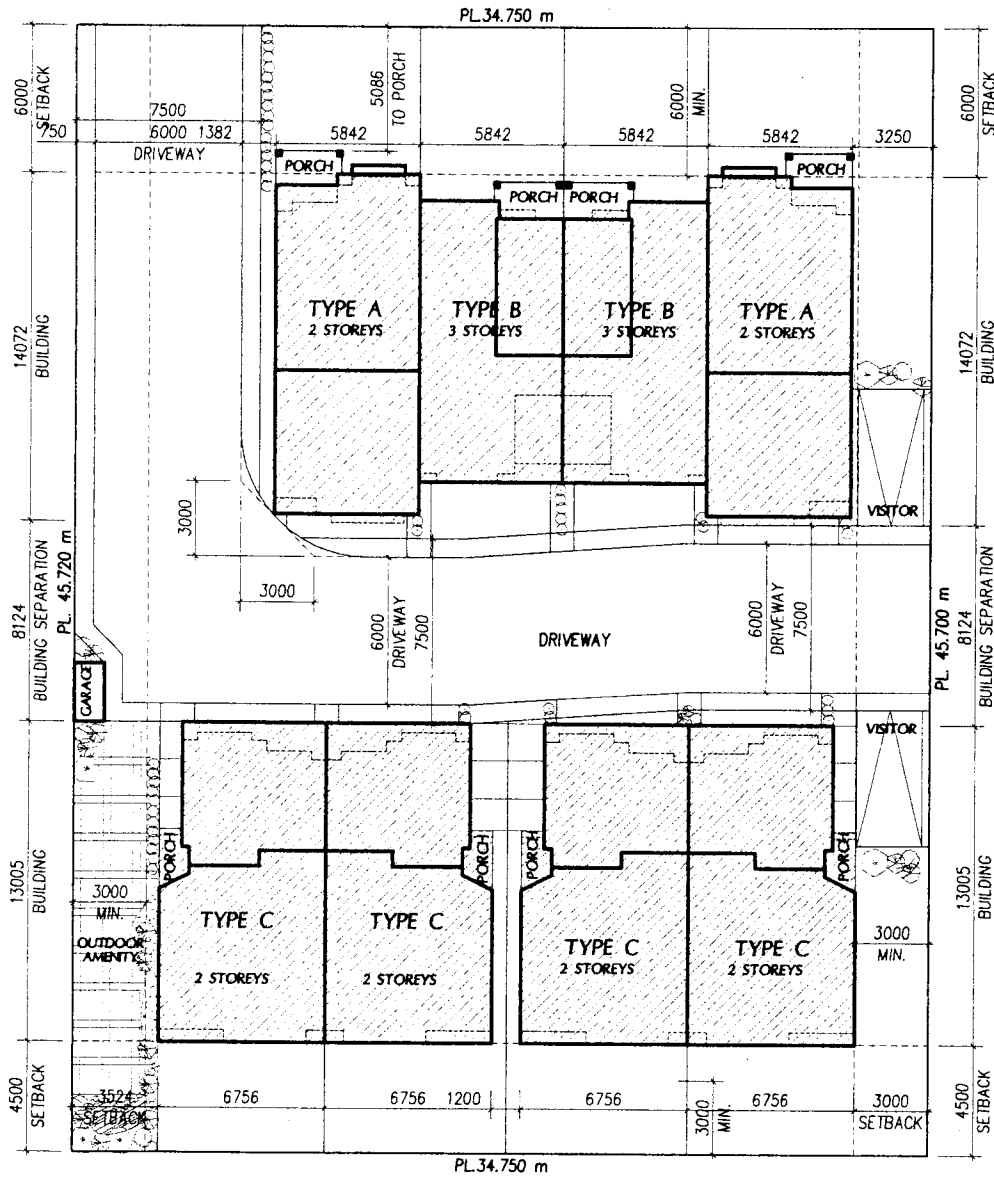 PL.34.750 m
6000
SETBACK
7500
5086
TO PORCH
6000
MIN.
6000
SETBACK
750
6000
1382
5842
5842
5842
5842
3250
DRIVEWAY
PORCH
PORCH
PORCH
PORCH
TYPE A
2 STOREYS
TYPE B
3 STOREYS
TYPE B
3 STOREYS
TYPE A
2 STOREYS
14072
BUILDING
14072
BUILDING
VISITOR
3000
3000
8124
BUILDING SEPARATION
PL. 45.720 m
6000
DRIVEWAY
7500
DRIVEWAY
6000
DRIVEWAY
7500
PL. 45.700 m
8124
BUILDING SEPARATION
GARAGE
VISITOR
PORCH
PORCH
PORCH
PORCH
13005
BUILDING
3000
MIN.
OUTDOOR
AMENITY
TYPE C
2 STOREYS
TYPE C
2 STOREYS
TYPE C
2 STOREYS
TYPE C
2 STOREYS
3000
MIN.
13005
BUILDING
4500
SETBACK
3524
SETBACK
6756
6756
1200
6756
3000
MIN.
6756
3000
SETBACK
4500
SETBACK
PL.34.750 m